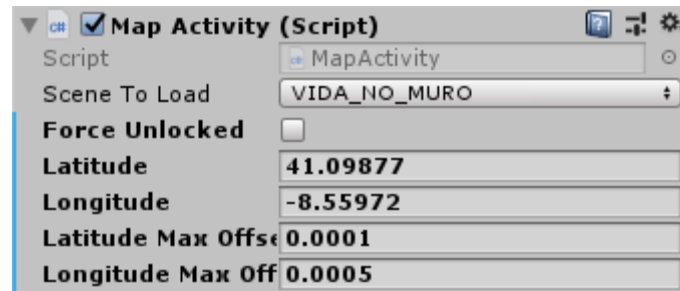 Map Activity (Script)
Script MapActivity
Scene To Load VIDA_NO_MURO
Force Unlocked
Latitude 41.09877
Longitude -8.55972
Latitude Max Offse 0.0001
Longitude Max Off 0.0005